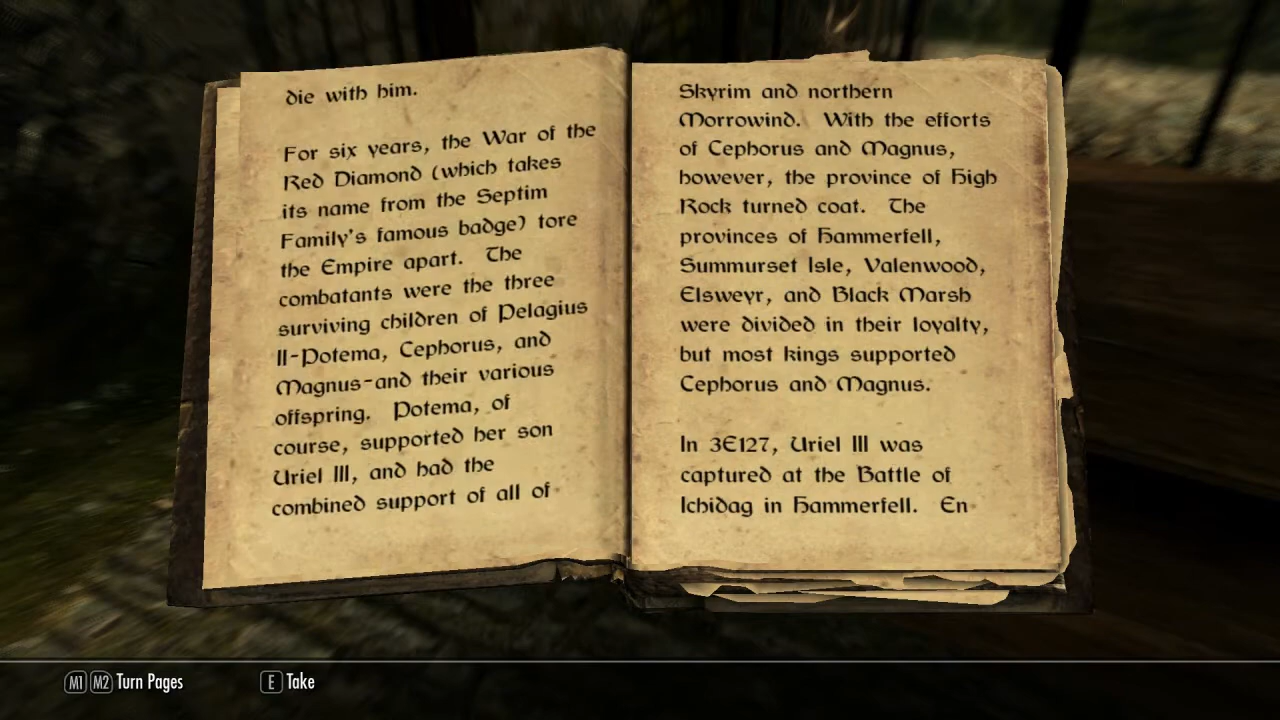 die with him.
For six years, the War of the
Red Diamond (which takes
its name from the Septim
Family's famous badge) tore
the Empire apart.  The
combatants were the three
surviving children of Pelagius
II-Potema, Cephorus, and
Magnus-and their various
offspring.  Potema, of
course, supported her son
Uriel III, and had the
combined support of all of
Skyrim and northern
Morrowind.  With the efforts
of Cephorus and Magnus,
however, the province of High
Rock turned coat.  The
provinces of Hammerfell,
Summurset Isle, Valenwood,
Elsweyr, and Black Marsh
were divided in their loyalty,
but most kings supported
Cephorus and Magnus.
In 3E127, Uriel III was
captured at the Battle of
Ichidag in Hammerfell.  En
M1 M2 Turn Pages
E Take